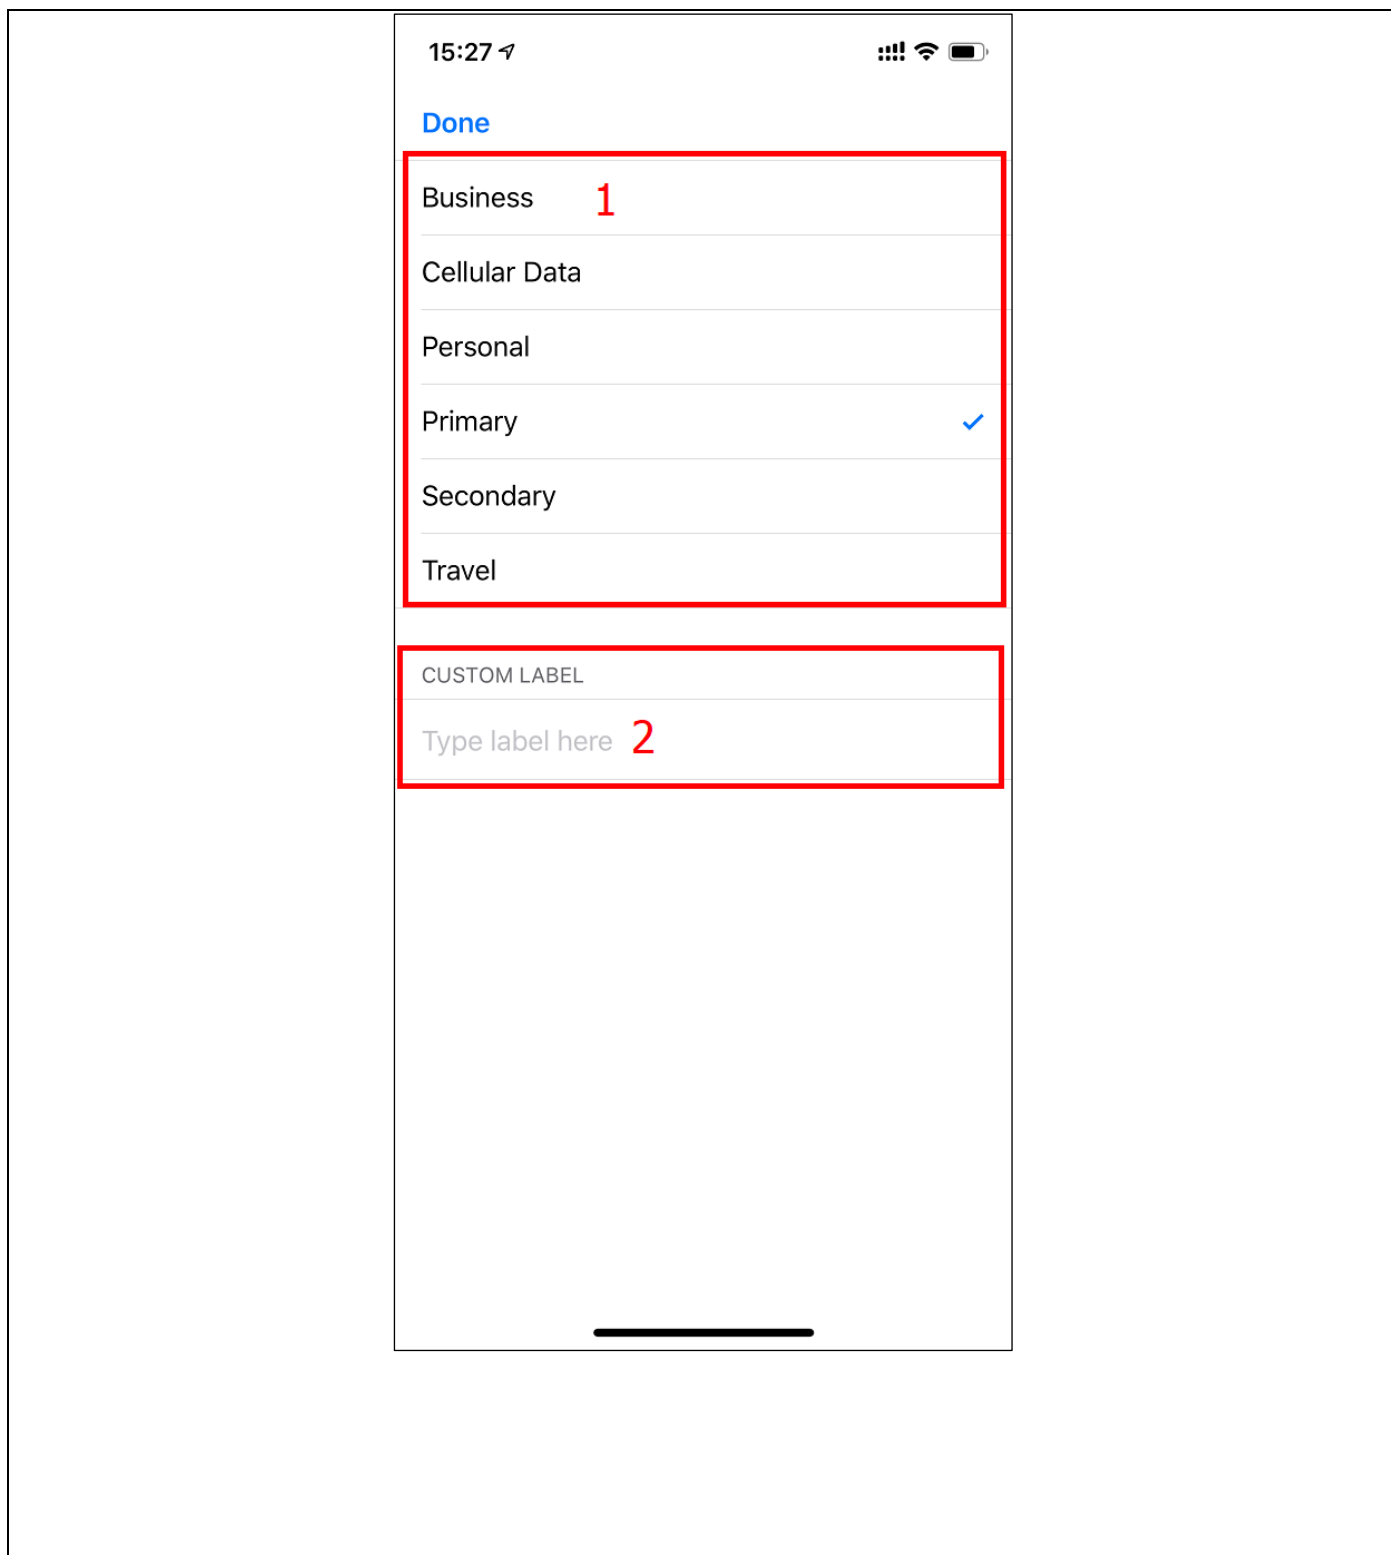 15:27
Done
Business 1
Cellular Data
Personal
Primary
Secondary
Travel
CUSTOM LABEL
Type label here 2